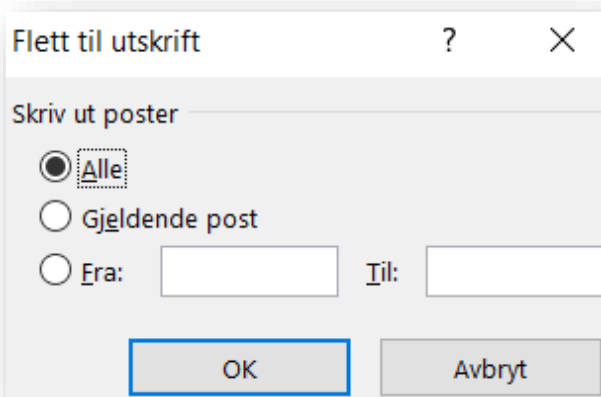 Flett til utskrift ?
Skriv ut poster
Alle
Gjeldende post
Fra: Til:
OK Avbryt